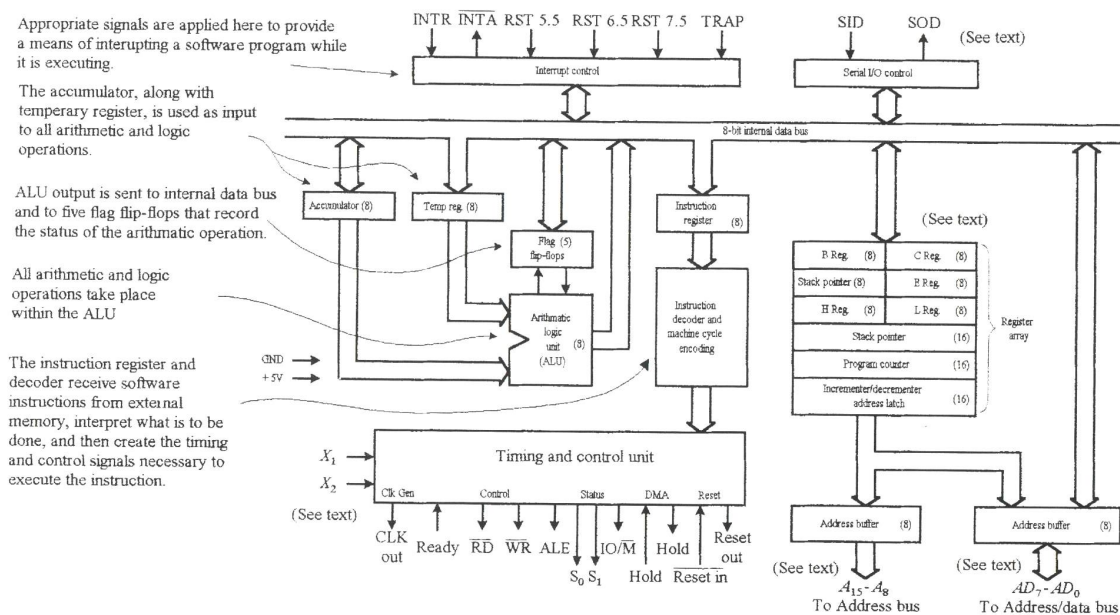 Appropriate signals are applied here to provide
a means of interupting a software program while
it is executing.
The accumulator, along with
temperary register, is used as input
to all arithmetic and logic
operations.
ALU output is sent to internal data bus
and to five flag flip-flops that record
the status of the arithmatic operation.
All arithmetic and logic
operations take place
within the ALU
The instruction register and
decoder receive software
instructions from external
memory, interpret what is to be
done, and then create the timing
and control signals necessary to
execute the instruction.
INTR INTA RST 5.5 RST 6.5 RST 7.5 TRAP
Interrupt control
SID SOD (See text)
Serial I/O control
8-bit internal data bus
Accumulator (8)
Temp reg. (8)
Flag (5)
flip-flops
Arithmatic
logic
unit (8)
(ALU)
Instruction
register (8)
Instruction
decoder and
machine cycle
encoding
GND
+5V
(See text)
B Reg. (8) C Reg. (8)
Stack pointer (8) E Reg. (8)
H Reg. (8) L Reg. (8)
Stack pointer (16)
Program counter (16)
Incrementer/decrementer
address latch (16)
Register
array
X1
X2
(See text)
Timing and control unit
Clk Gen Control Status DMA Reset
CLK
out
Ready RD WR ALE S0 S1 IO/M Hold Hold Reset in Reset
out
Address buffer (8)
(See text)
A15-A8
To Address bus
Address buffer (8)
(See text)
AD7-AD0
To Address/data bus